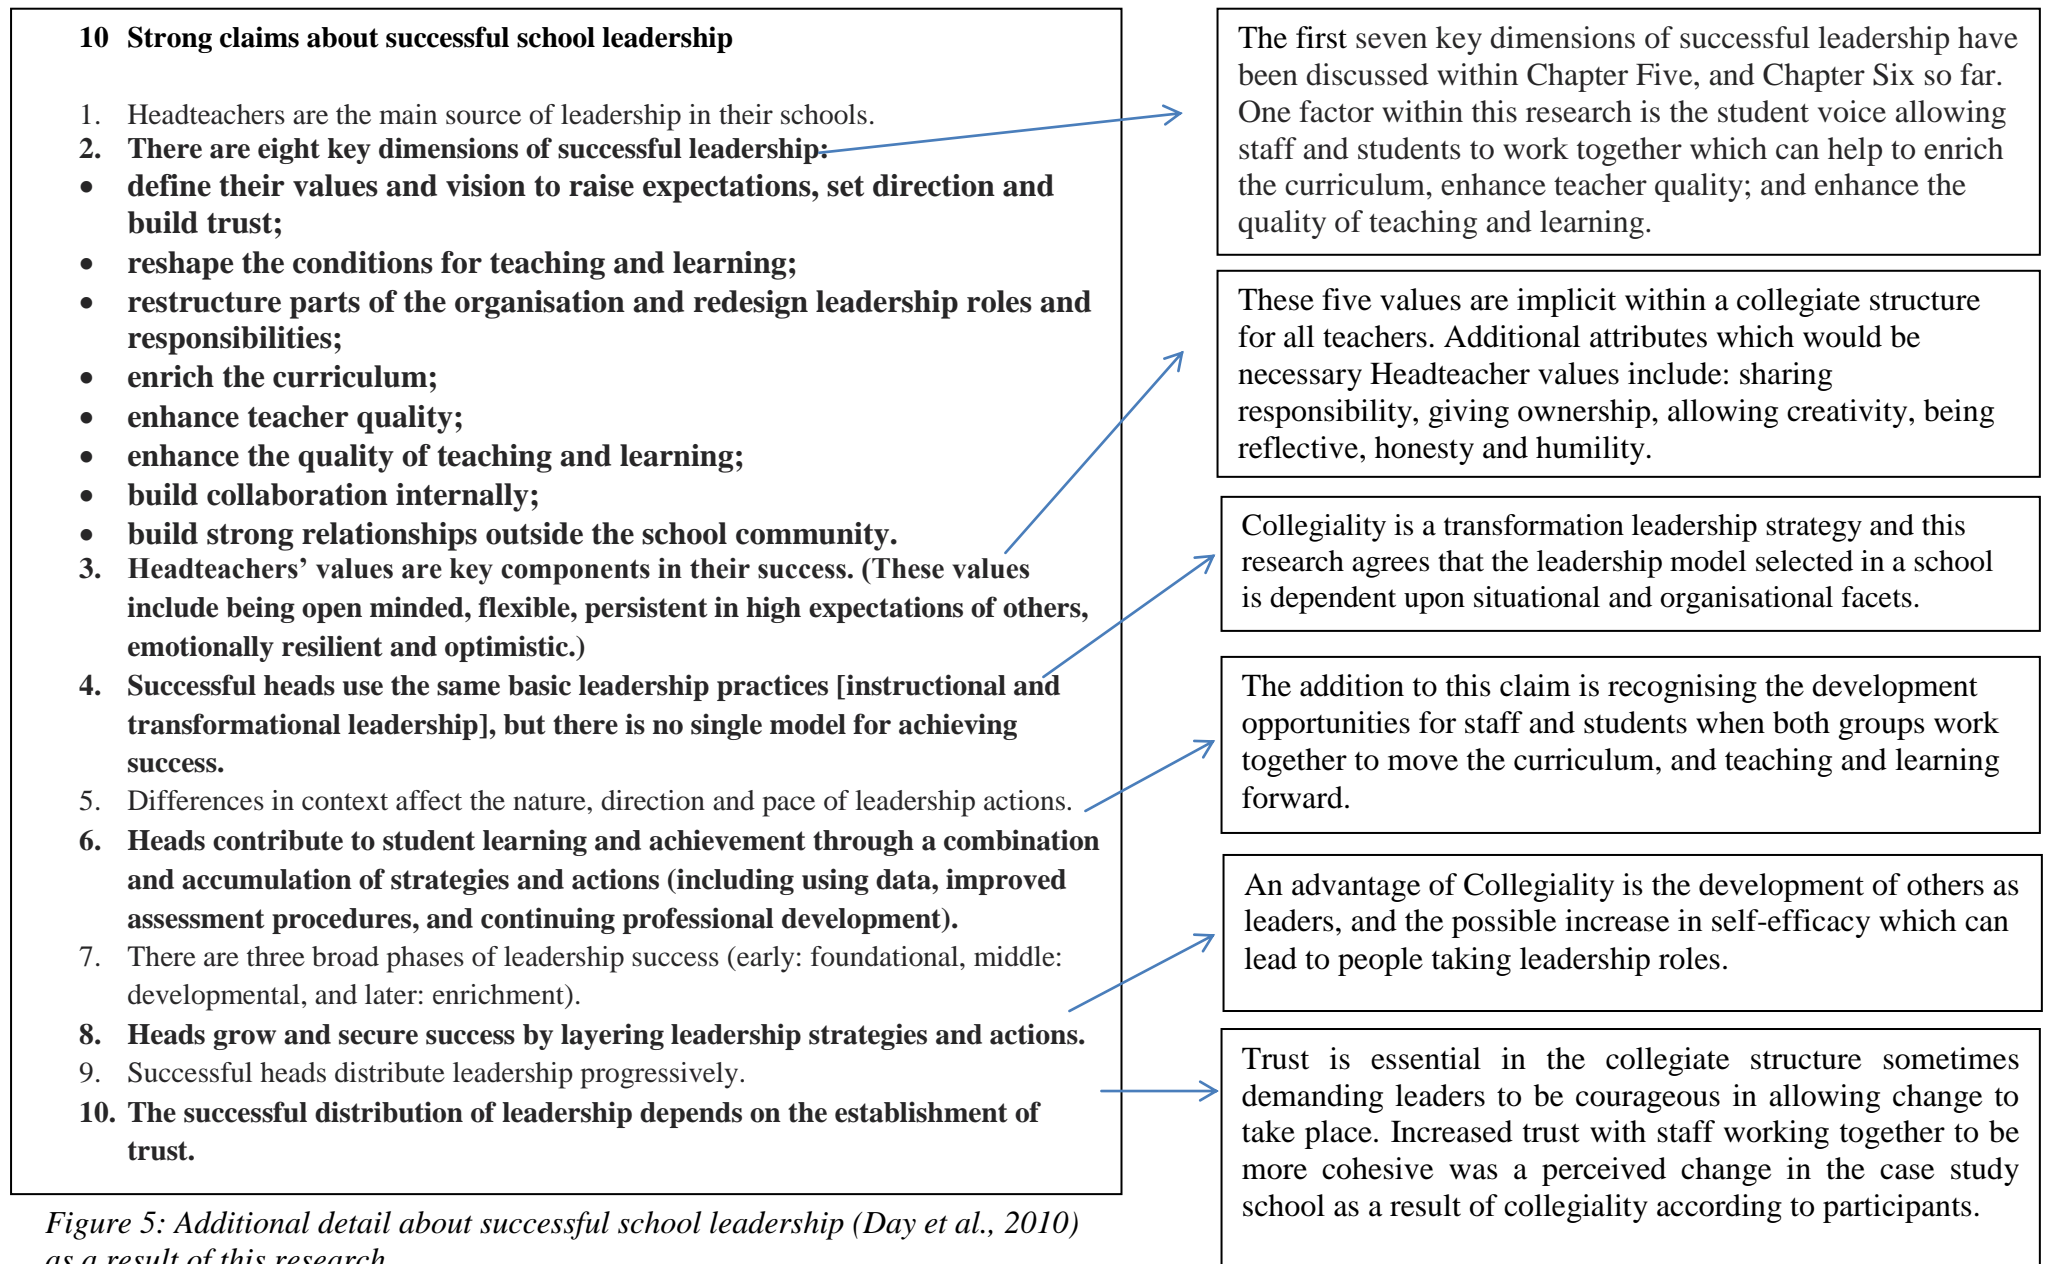 10 Strong claims about successful school leadership
1. Headteachers are the main source of leadership in their schools.
2. There are eight key dimensions of successful leadership:
• define their values and vision to raise expectations, set direction and
build trust;
• reshape the conditions for teaching and learning;
• restructure parts of the organisation and redesign leadership roles and
responsibilities;
• enrich the curriculum;
• enhance teacher quality;
• enhance the quality of teaching and learning;
• build collaboration internally;
• build strong relationships outside the school community.
3. Headteachers’ values are key components in their success. (These values
include being open minded, flexible, persistent in high expectations of others,
emotionally resilient and optimistic.)
4. Successful heads use the same basic leadership practices [instructional and
transformational leadership], but there is no single model for achieving
success.
5. Differences in context affect the nature, direction and pace of leadership actions.
6. Heads contribute to student learning and achievement through a combination
and accumulation of strategies and actions (including using data, improved
assessment procedures, and continuing professional development).
7. There are three broad phases of leadership success (early: foundational, middle:
developmental, and later: enrichment).
8. Heads grow and secure success by layering leadership strategies and actions.
9. Successful heads distribute leadership progressively.
10. The successful distribution of leadership depends on the establishment of
trust.
Figure 5: Additional detail about successful school leadership (Day et al., 2010)
as a result of this research
The first seven key dimensions of successful leadership have
been discussed within Chapter Five, and Chapter Six so far.
One factor within this research is the student voice allowing
staff and students to work together which can help to enrich
the curriculum, enhance teacher quality; and enhance the
quality of teaching and learning.
These five values are implicit within a collegiate structure
for all teachers. Additional attributes which would be
necessary Headteacher values include: sharing
responsibility, giving ownership, allowing creativity, being
reflective, honesty and humility.
Collegiality is a transformation leadership strategy and this
research agrees that the leadership model selected in a school
is dependent upon situational and organisational facets.
The addition to this claim is recognising the development
opportunities for staff and students when both groups work
together to move the curriculum, and teaching and learning
forward.
An advantage of Collegiality is the development of others as
leaders, and the possible increase in self-efficacy which can
lead to people taking leadership roles.
Trust is essential in the collegiate structure sometimes
demanding leaders to be courageous in allowing change to
take place. Increased trust with staff working together to be
more cohesive was a perceived change in the case study
school as a result of collegiality according to participants.